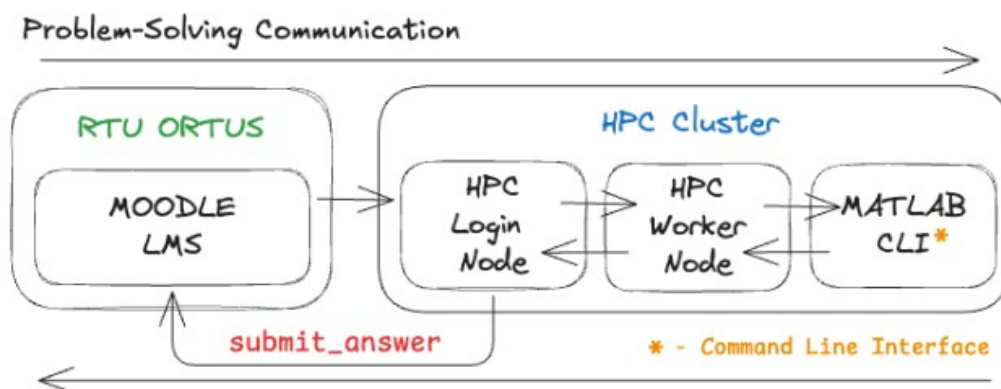 Problem-Solving Communication
RTU ORTUS
MOODLE
LMS
HPC Cluster
HPC
Login
Node
HPC
Worker
Node
MATLAB
CLI*
submit_answer
* - Command Line Interface